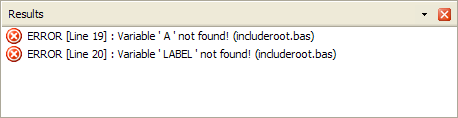 Results
ERROR [Line 19] : Variable ' A ' not found! (includeroot.bas)
ERROR [Line 20] : Variable ' LABEL ' not found! (includeroot.bas)